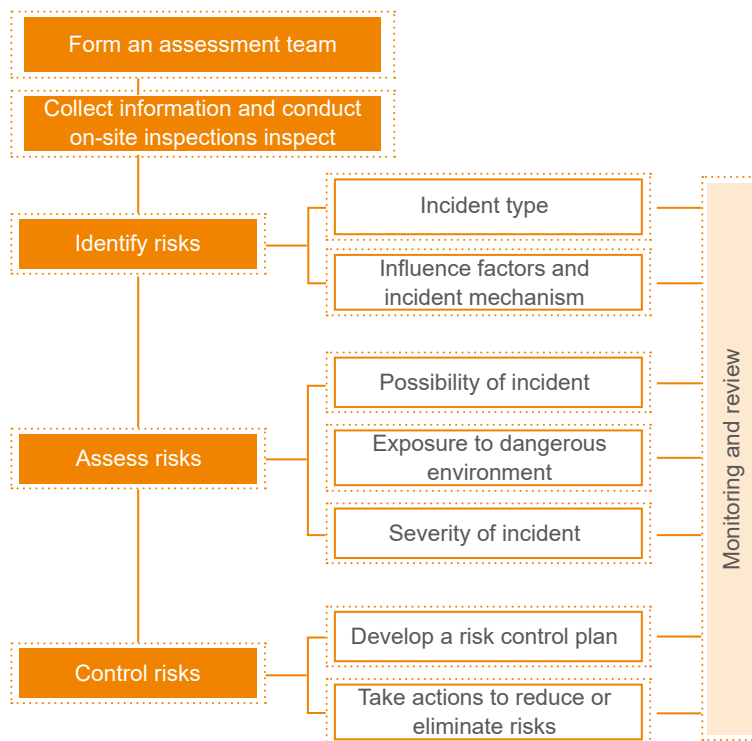 Form an assessment team
Collect information and conduct
on-site inspections inspect
Identify risks
Incident type
Influence factors and
incident mechanism
Assess risks
Possibility of incident
Exposure to dangerous
environment
Severity of incident
Control risks
Develop a risk control plan
Take actions to reduce or
eliminate risks
Monitoring and review